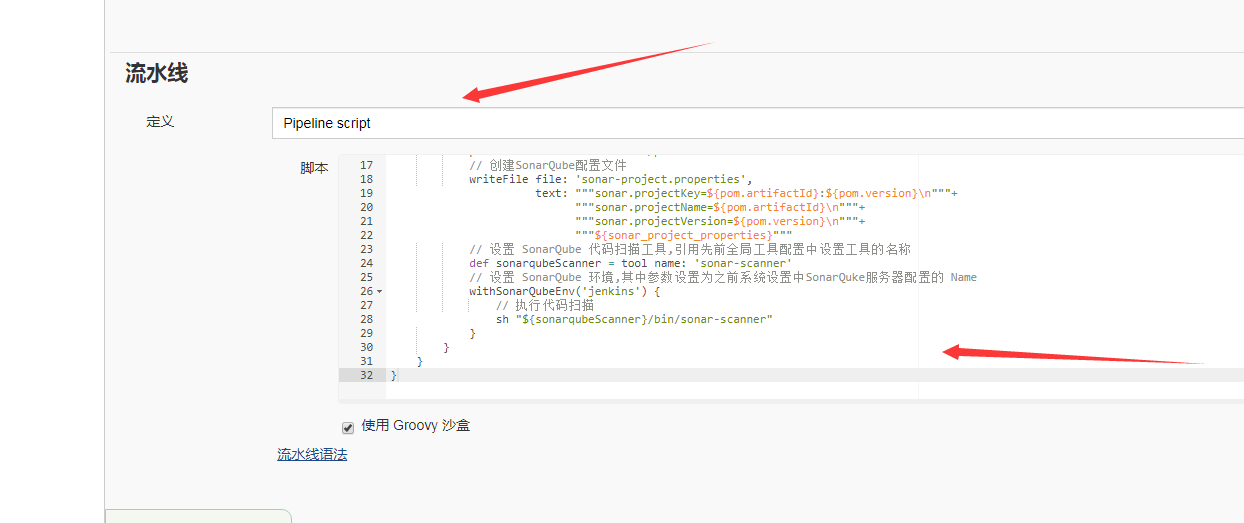 流水线
定义
Pipeline script
脚本
17 // 创建SonarQube配置文件
18 writeFile file: 'sonar-project.properties',
19 text: """sonar.projectKey=${pom.artifactId}:${pom.version}\n"""+
20 """sonar.projectName=${pom.artifactId}\n"""+
21 """sonar.projectVersion=${pom.version}\n"""+
22 """${sonar_project_properties}"""
23 // 设置 SonarQube 代码扫描工具,引用先前全局工具配置中设置工具的名称
24 def sonarqubeScanner = tool name: 'sonar-scanner'
25 // 设置 SonarQube 环境,其中参数设置为之前系统设置中SonarQuke服务器配置的 Name
26 withSonarQubeEnv('jenkins') {
27 // 执行代码扫描
28 sh "${sonarqubeScanner}/bin/sonar-scanner"
29 }
30 }
31 }
32 }
使用 Groovy 沙盒
流水线语法